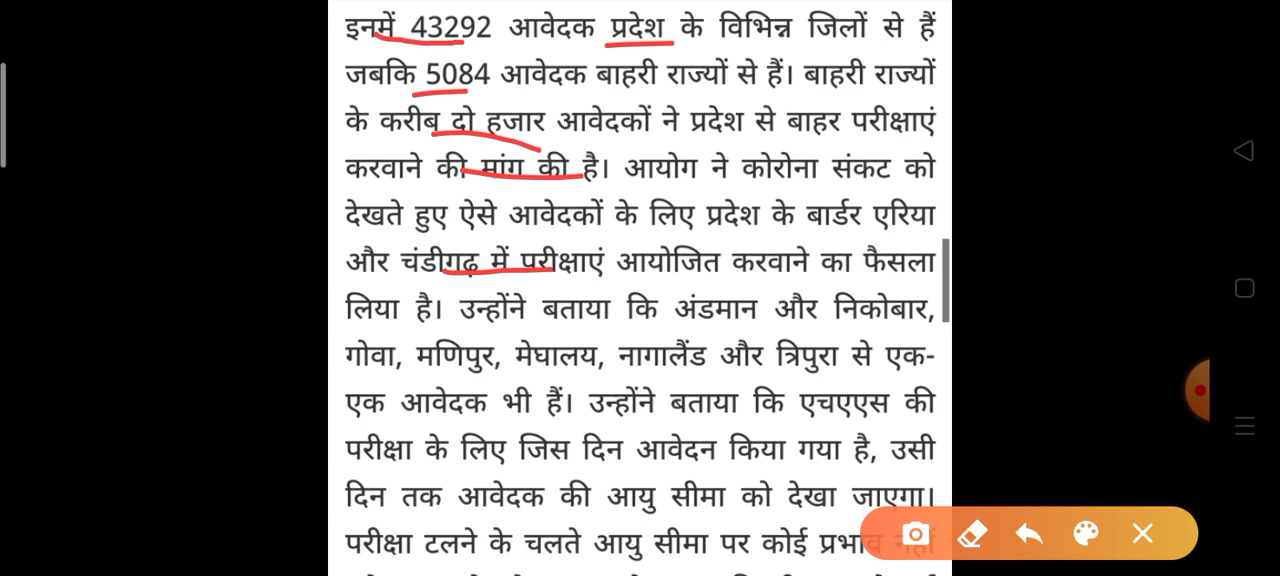 इनमें 43292 आवेदक प्रदेश के विभिन्न जिलों से हैं
जबकि 5084 आवेदक बाहरी राज्यों से हैं। बाहरी राज्यों
के करीब दो हजार आवेदकों ने प्रदेश से बाहर परीक्षाएं
करवाने की मांग की है। आयोग ने कोरोना संकट को
देखते हुए ऐसे आवेदकों के लिए प्रदेश के बार्डर एरिया
और चंडीगढ़ में परीक्षाएं आयोजित करवाने का फैसला
लिया है। उन्होंने बताया कि अंडमान और निकोबार,
गोवा, मणिपुर, मेघालय, नागालैंड और त्रिपुरा से एक-
एक आवेदक भी हैं। उन्होंने बताया कि एचएएस की
परीक्षा के लिए जिस दिन आवेदन किया गया है, उसी
दिन तक आवेदक की आयु सीमा को देखा जाएगा।
परीक्षा टलने के चलते आयु सीमा पर कोई प्रभाव नहीं